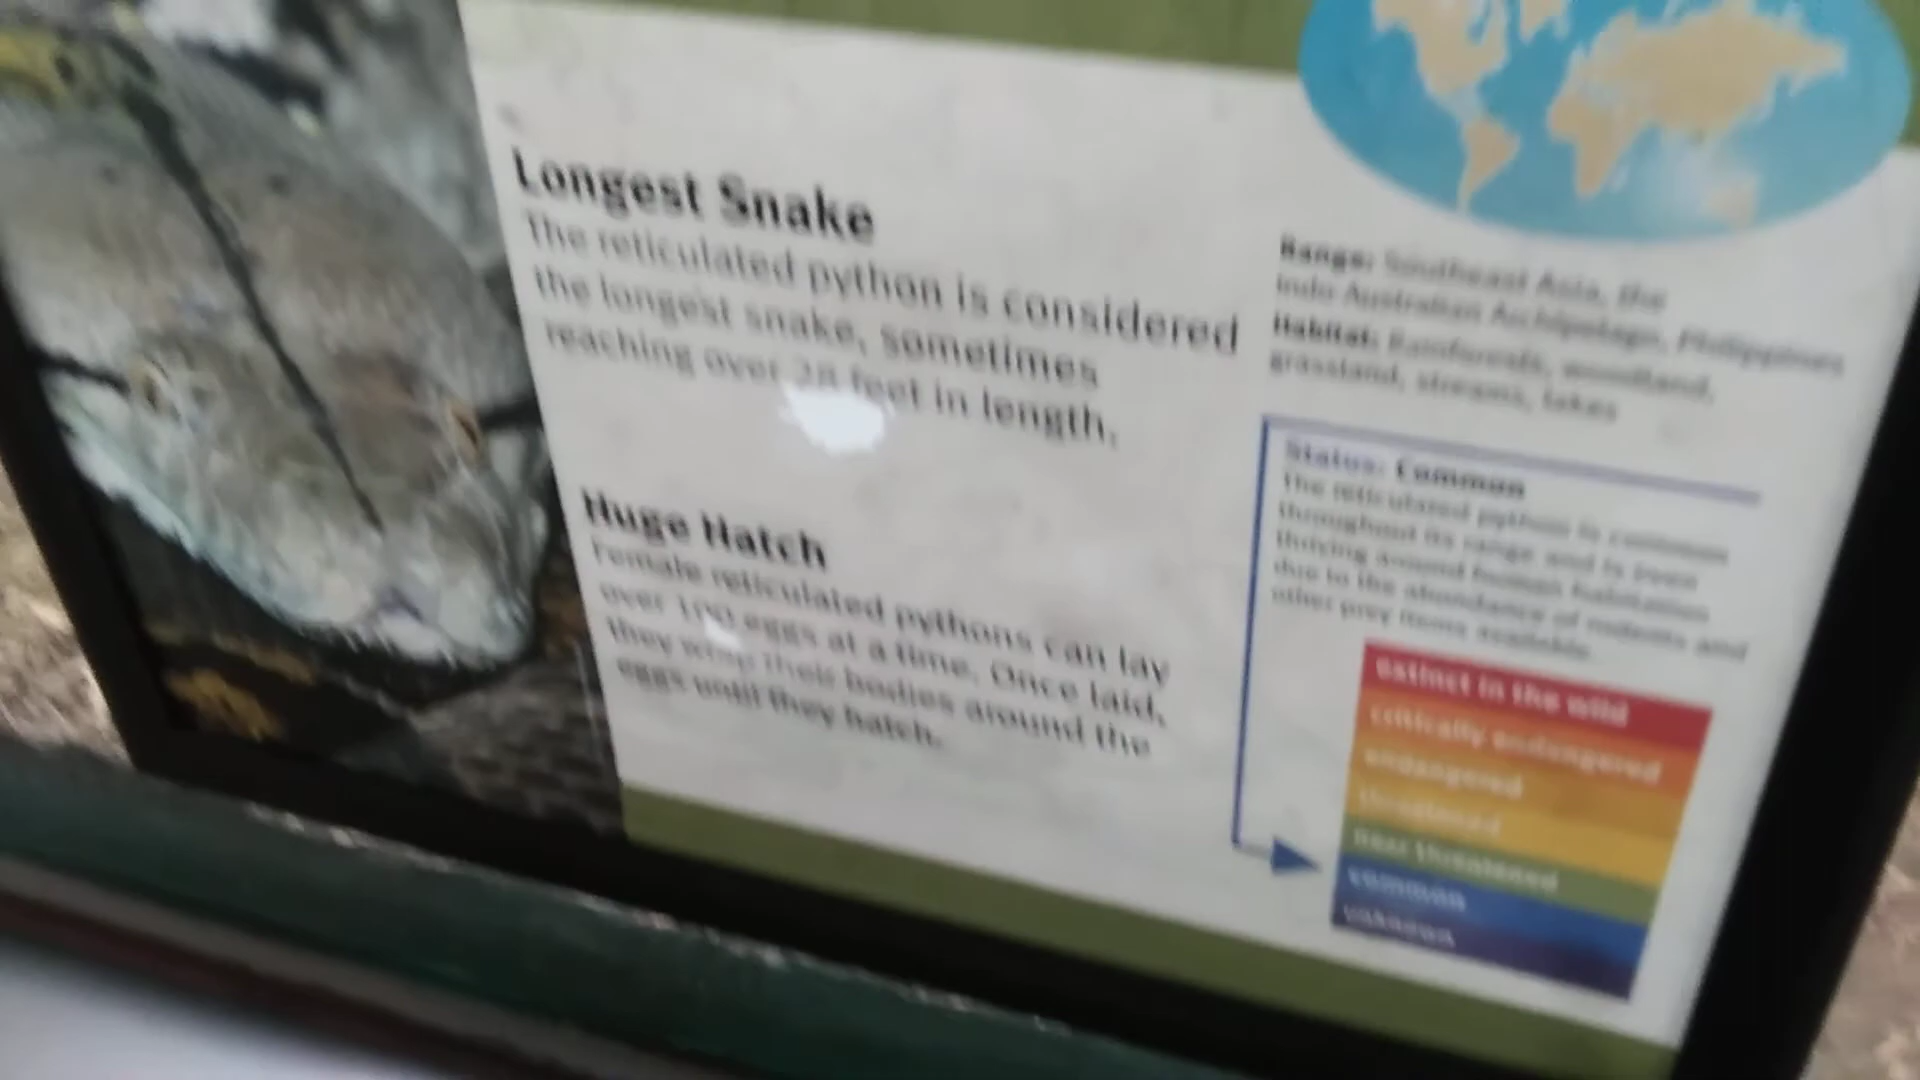 Longest Snake
The reticulated python is considered
the longest snake, sometimes
reaching over 28 feet in length.
Huge Hatch
Female reticulated pythons can lay
over 100 eggs at a time. Once laid,
they wrap their bodies around the
eggs until they hatch.
Range: Southeast Asia, the
Indo Australian Archipelago, Philippines
Habitat: Rainforests, woodland,
grassland, streams, lakes
Status: Common
The reticulated python is common
throughout its range and is even
thriving around human habitation
due to the abundance of rodents and
other prey items available.
extinct in the wild
critically endangered
endangered
threatened
near threatened
common
unknown